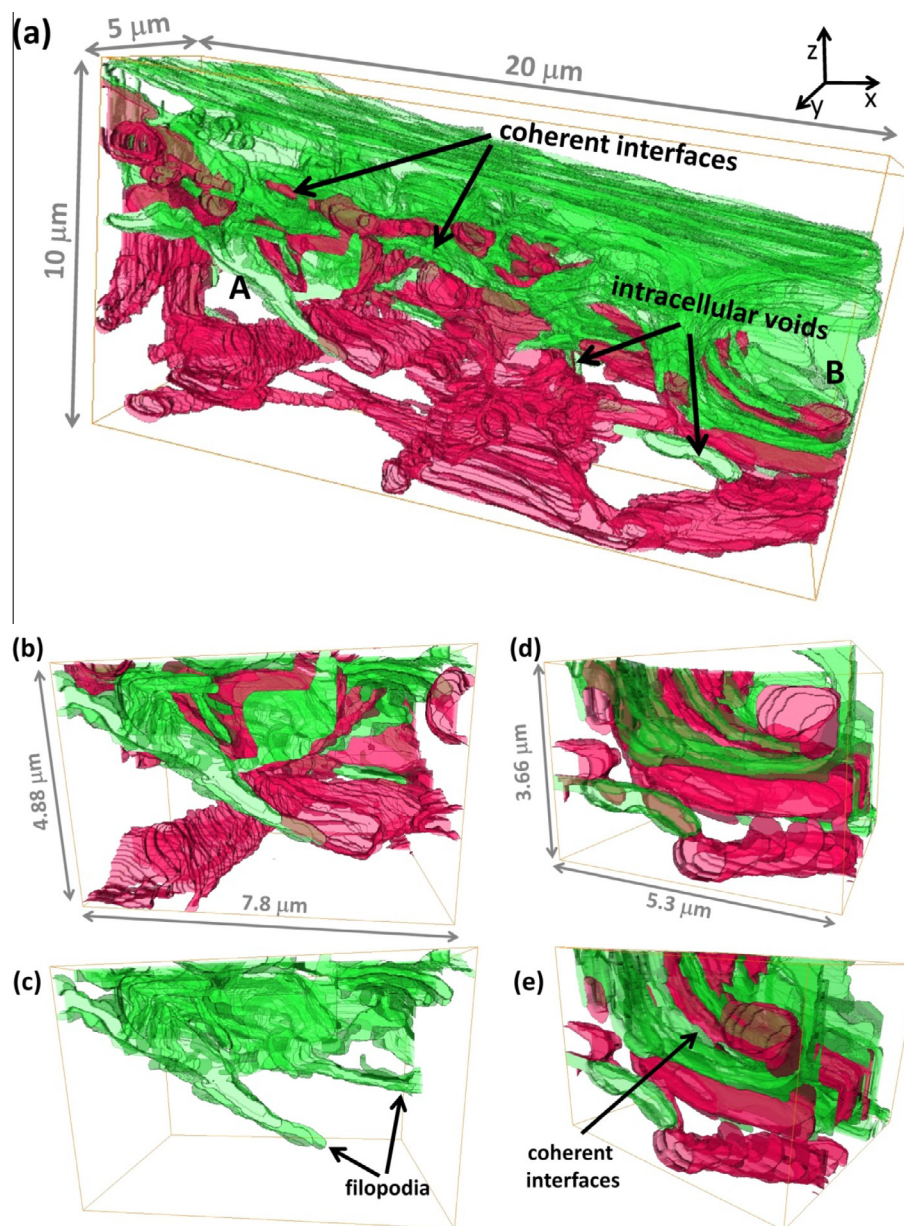 (a)
5 μm
20 μm
z
y
x
coherent interfaces
10 μm
A
intracellular voids
B
(b)
(d)
4.88 μm
3.66 μm
7.8 μm
5.3 μm
(c)
(e)
filopodia
coherent
interfaces